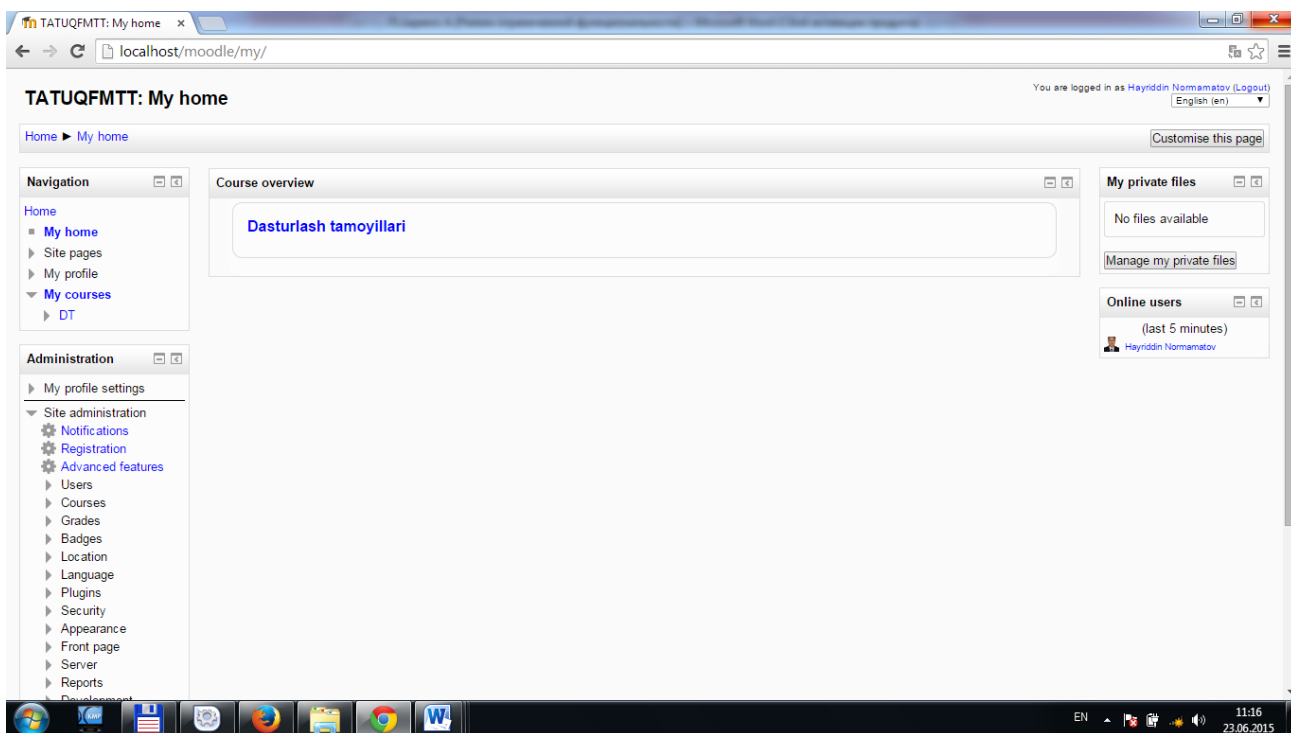 TATUQFMTT: My home
localhost/moodle/my/
TATUQFMTT: My home
You are logged in as Hayriddin Normamatov (Logout)
English (en)
Home ► My home
Customise this page
Navigation
Home
My home
Site pages
My profile
My courses
DT
Administration
My profile settings
Site administration
Notifications
Registration
Advanced features
Users
Courses
Grades
Badges
Location
Language
Plugins
Security
Appearance
Front page
Server
Reports
Development
Course overview
Dasturlash tamoyillari
My private files
No files available
Manage my private files
Online users
(last 5 minutes)
Hayriddin Normamatov
KMP
EN
11:16
23.06.2015